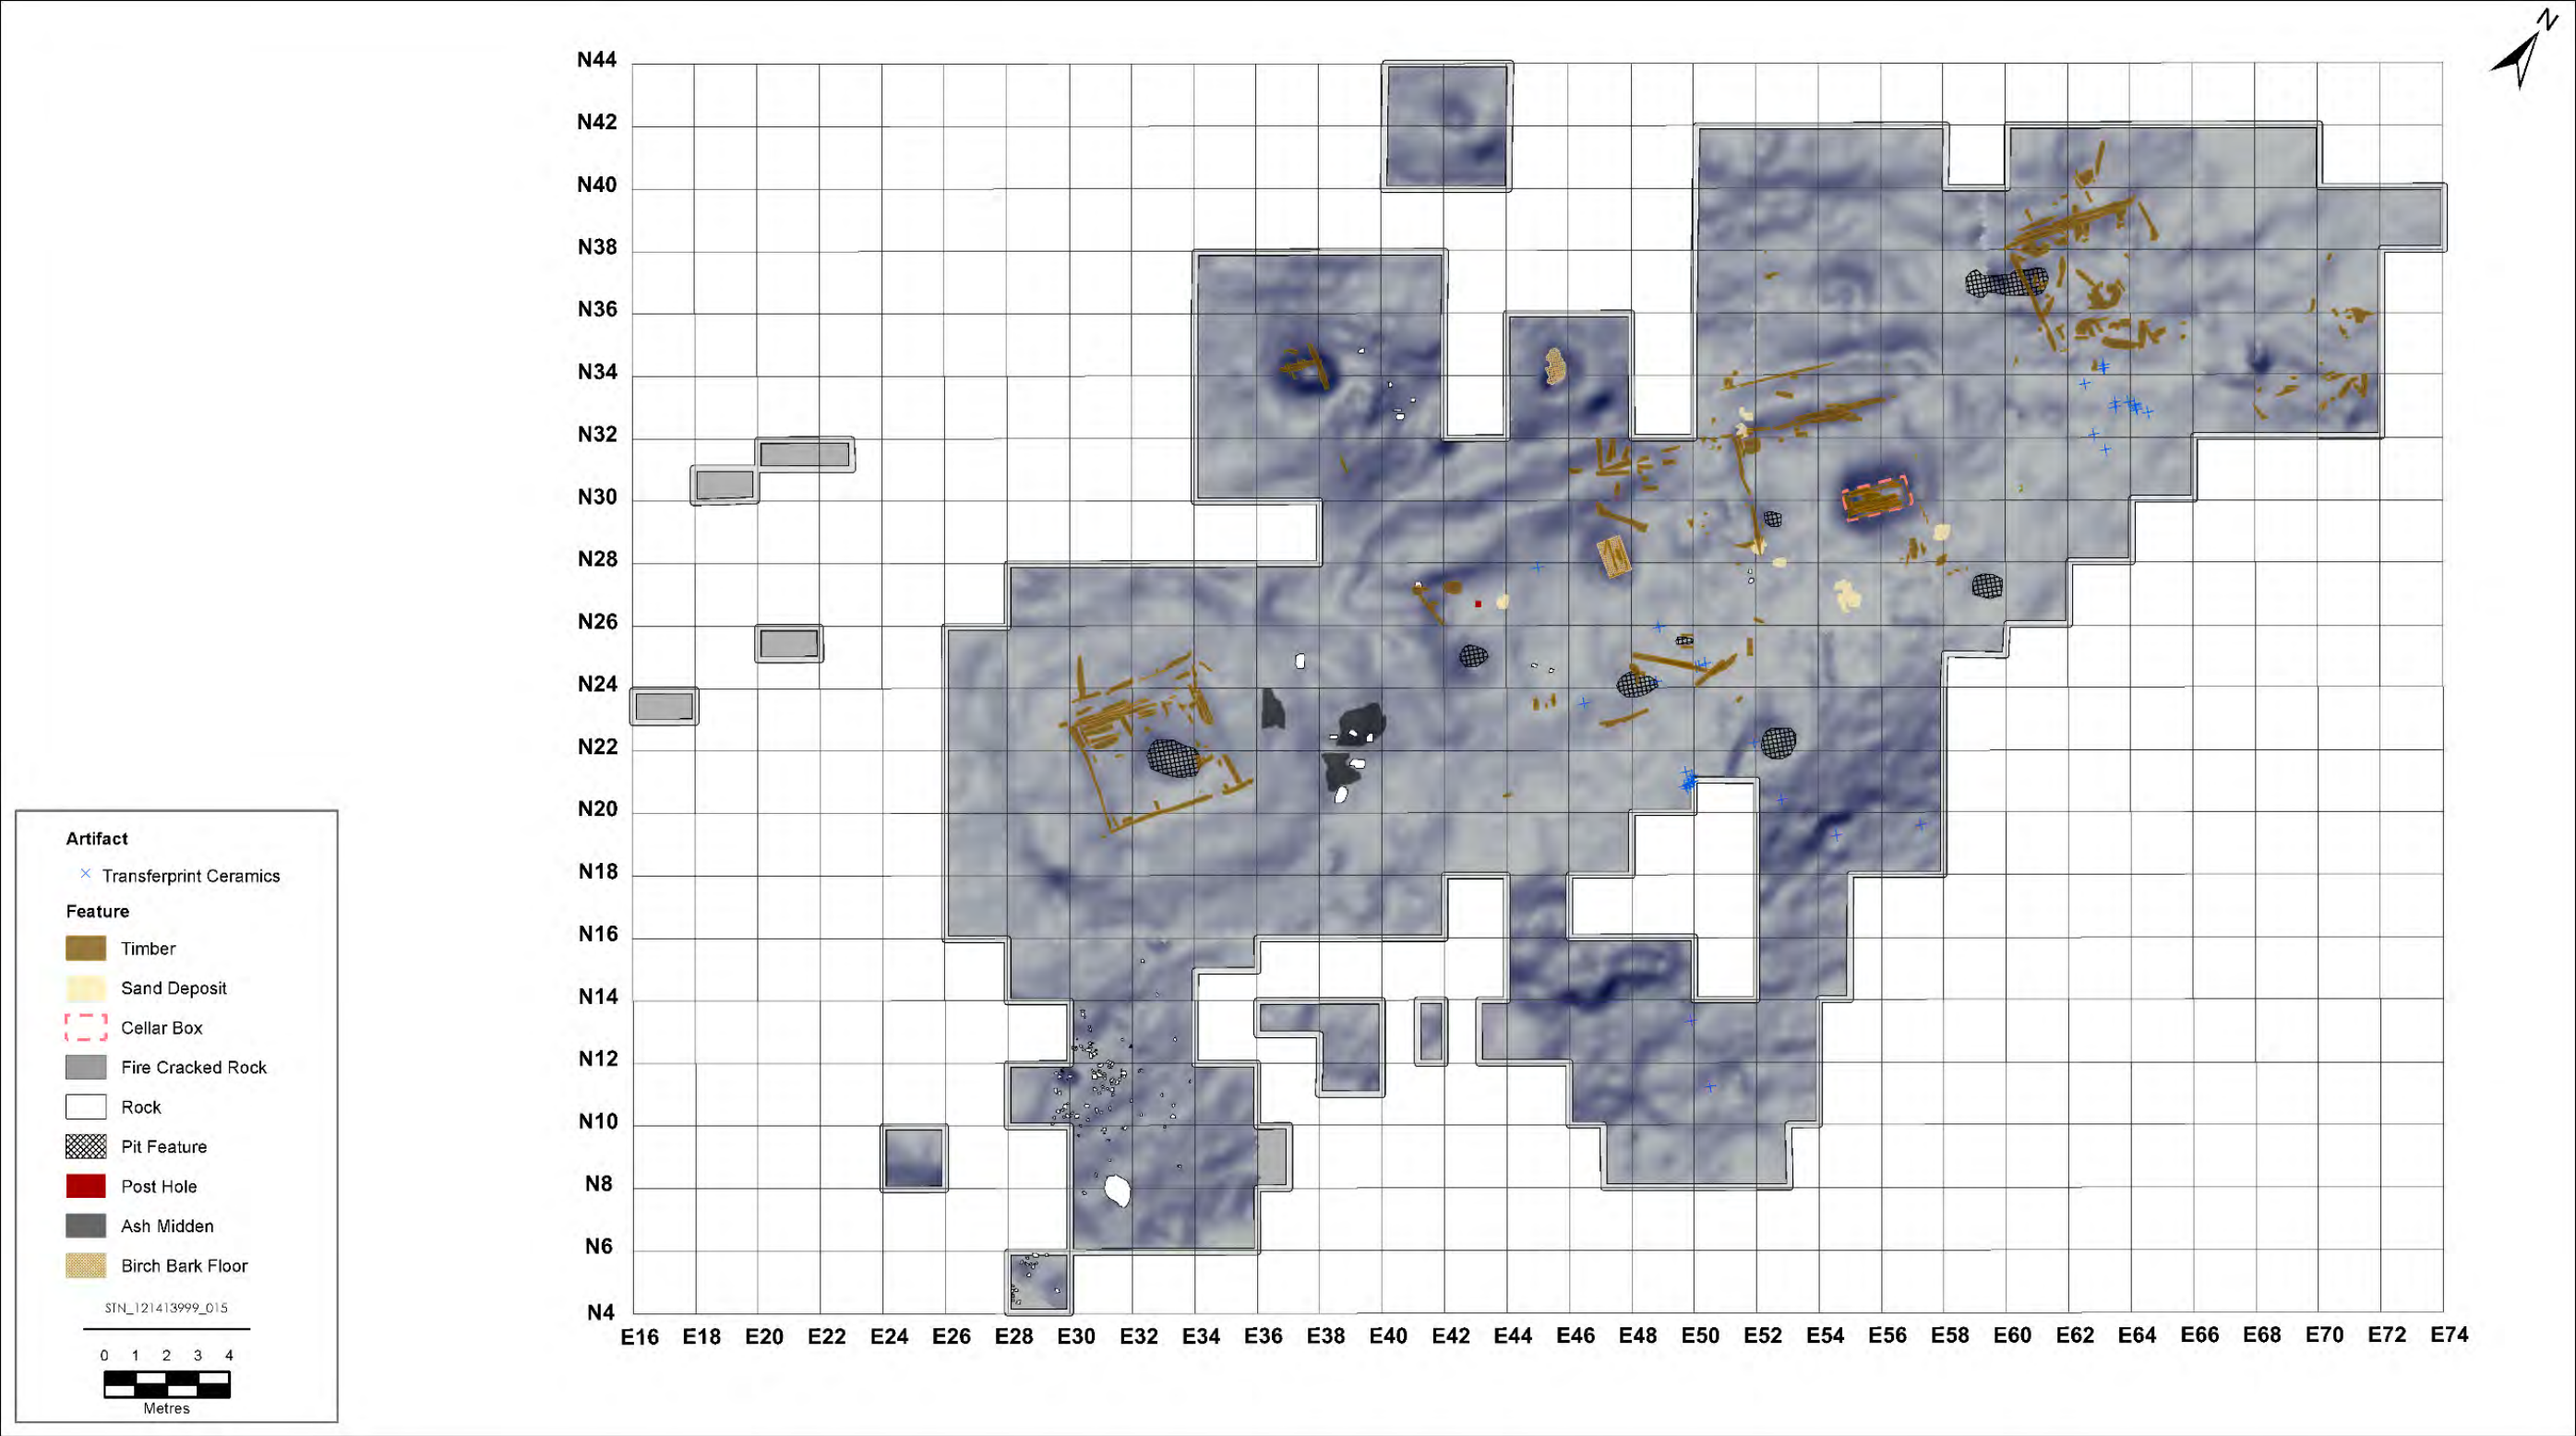 N
N44
N42
N40
N38
N36
N34
N32
N30
N28
N26
N24
N22
N20
N18
N16
N14
N12
N10
N8
N6
N4
E16 E18 E20 E22 E24 E26 E28 E30 E32 E34 E36 E38 E40 E42 E44 E46 E48 E50 E52 E54 E56 E58 E60 E62 E64 E66 E68 E70 E72 E74
Artifact
Transferprint Ceramics
Feature
Timber
Sand Deposit
Cellar Box
Fire Cracked Rock
Rock
Pit Feature
Post Hole
Ash Midden
Birch Bark Floor
STN_121413999_015
0 1 2 3 4
Metres